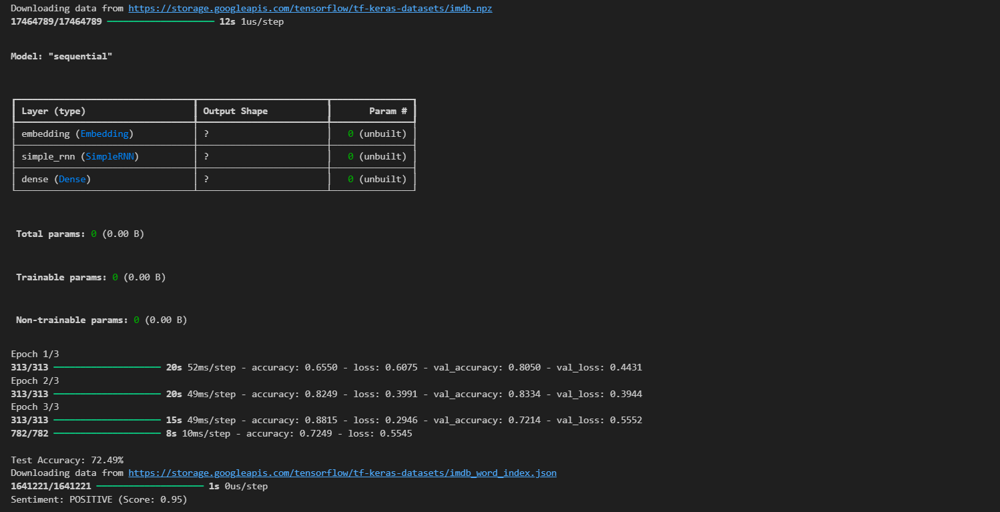 Downloading data from https://storage.googleapis.com/tensorflow/tf-keras-datasets/imdb.npz
17464789/17464789 ━━━━━━━━━━━━━━━━━━━━ 12s 1us/step
Model: "sequential"
Layer (type) Output Shape Param #
embedding (Embedding) ? 0 (unbuilt)
simple_rnn (SimpleRNN) ? 0 (unbuilt)
dense (Dense) ? 0 (unbuilt)
Total params: 0 (0.00 B)
Trainable params: 0 (0.00 B)
Non-trainable params: 0 (0.00 B)
Epoch 1/3
313/313 ━━━━━━━━━━━━━━━━━━━━ 20s 52ms/step - accuracy: 0.6550 - loss: 0.6075 - val_accuracy: 0.8050 - val_loss: 0.4431
Epoch 2/3
313/313 ━━━━━━━━━━━━━━━━━━━━ 20s 49ms/step - accuracy: 0.8249 - loss: 0.3991 - val_accuracy: 0.8334 - val_loss: 0.3944
Epoch 3/3
313/313 ━━━━━━━━━━━━━━━━━━━━ 15s 49ms/step - accuracy: 0.8815 - loss: 0.2946 - val_accuracy: 0.7214 - val_loss: 0.5552
782/782 ━━━━━━━━━━━━━━━━━━━━ 8s 10ms/step - accuracy: 0.7249 - loss: 0.5545
Test Accuracy: 72.49%
Downloading data from https://storage.googleapis.com/tensorflow/tf-keras-datasets/imdb_word_index.json
1641221/1641221 ━━━━━━━━━━━━━━━━━━━━ 1s 0us/step
Sentiment: POSITIVE (Score: 0.95)